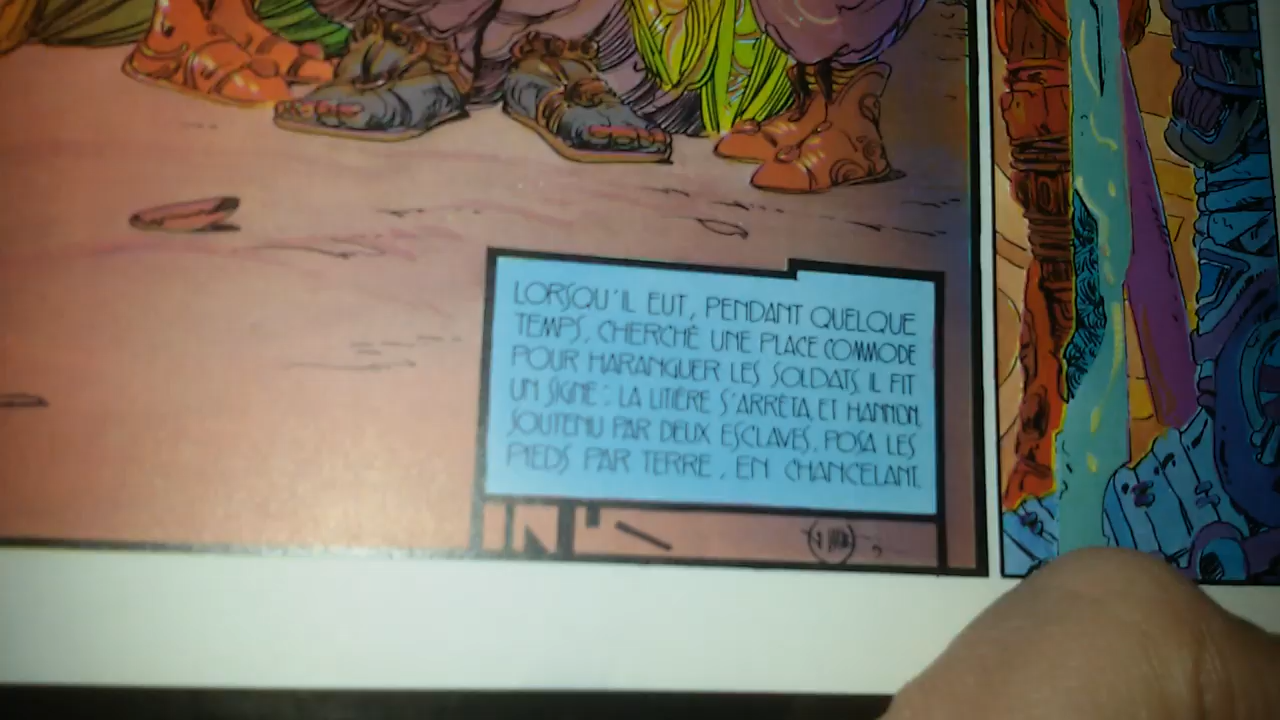 LORSQU'IL EUT, PENDANT QUELQUE
TEMPS, CHERCHÉ UNE PLACE COMMODE
POUR HARANGUER LES SOLDATS, IL FIT
UN SIGNE : LA LITIÈRE S'ARRÊTA, ET HANNON,
SOUTENU PAR DEUX ESCLAVES, POSA LES
PIEDS PAR TERRE, EN CHANCELANT.